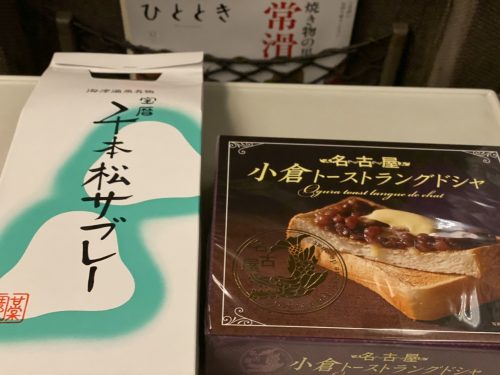 ひととき
焼き物の
常滑
海津温泉名物
宝暦
千本松サブレー
名古屋
小倉トーストラングドシャ
Ogura toast langue de chat
名古屋
小倉トーストラングドシャ